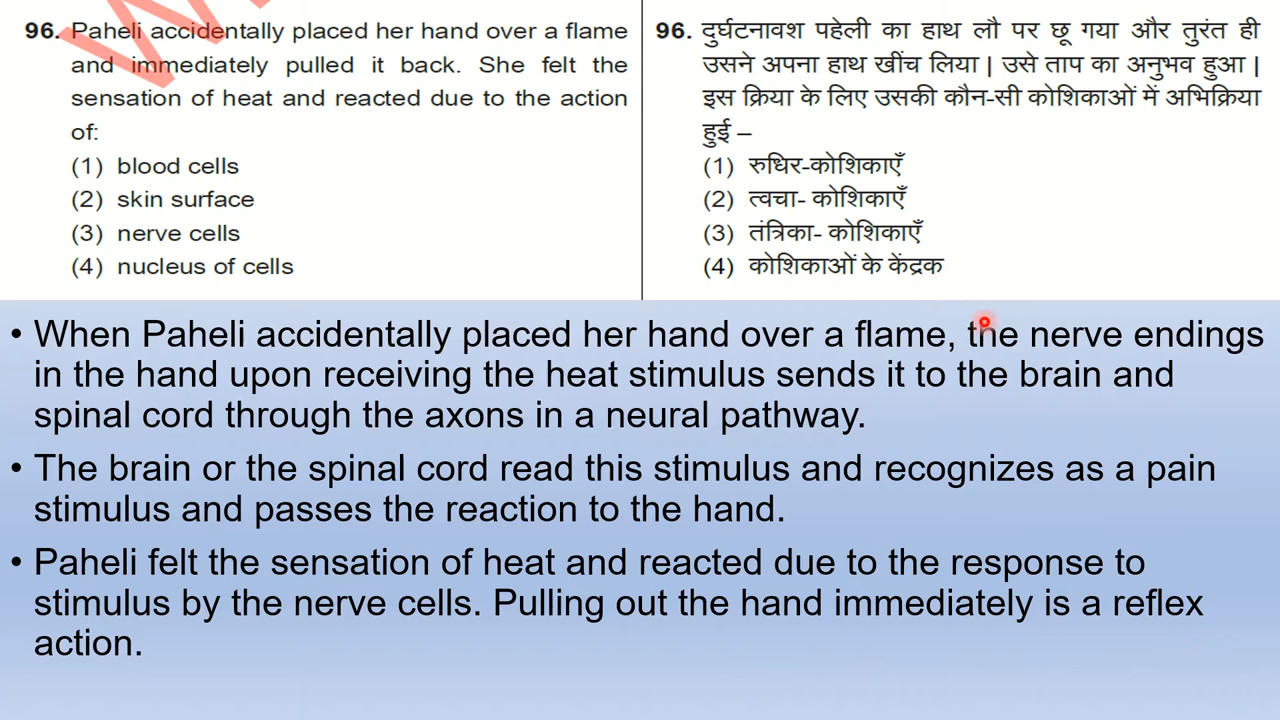 96. Paheli accidentally placed her hand over a flame
and immediately pulled it back. She felt the
sensation of heat and reacted due to the action
of:
(1) blood cells
(2) skin surface
(3) nerve cells
(4) nucleus of cells
96. दुर्घटनावश पहेली का हाथ लौ पर छू गया और तुरंत ही
उसने अपना हाथ खींच लिया | उसे ताप का अनुभव हुआ |
इस क्रिया के लिए उसकी कौन-सी कोशिकाओं में अभिक्रिया
हुई –
(1) रुधिर-कोशिकाएँ
(2) त्वचा- कोशिकाएँ
(3) तंत्रिका- कोशिकाएँ
(4) कोशिकाओं के केंद्रक
• When Paheli accidentally placed her hand over a flame, the nerve endings
in the hand upon receiving the heat stimulus sends it to the brain and
spinal cord through the axons in a neural pathway.
• The brain or the spinal cord read this stimulus and recognizes as a pain
stimulus and passes the reaction to the hand.
• Paheli felt the sensation of heat and reacted due to the response to
stimulus by the nerve cells. Pulling out the hand immediately is a reflex
action.